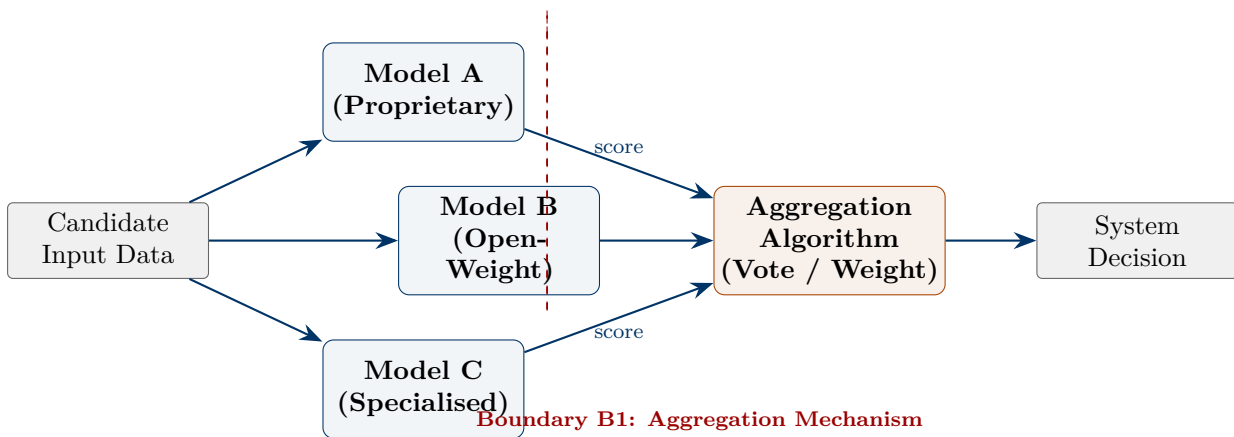 Model A
(Proprietary)
score
Candidate
Input Data
Model B
(Open-
Weight)
Aggregation
Algorithm
(Vote / Weight)
System
Decision
score
Model C
(Specialised)
Boundary B1: Aggregation Mechanism